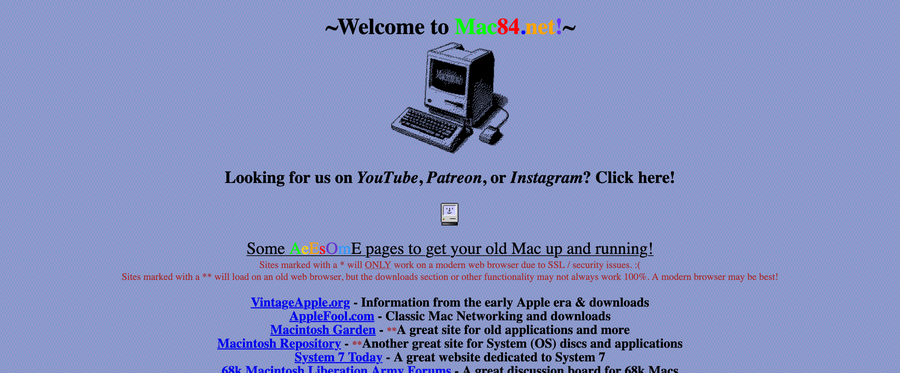 ~Welcome to Mac84.net!~
Macintosh
Looking for us on YouTube, Patreon, or Instagram? Click here!
Some AeEsOmE pages to get your old Mac up and running!
Sites marked with a * will ONLY work on a modern web browser due to SSL / security issues. :(
Sites marked with a ** will load on an old web browser, but the downloads section or other functionality may not always work 100%. A modern browser may be best!
VintageApple.org - Information from the early Apple era & downloads
AppleFool.com - Classic Mac Networking and downloads
Macintosh Garden - **A great site for old applications and more
Macintosh Repository - **Another great site for System (OS) discs and applications
System 7 Today - A great website dedicated to System 7
68k Macintosh Liberation Army Forums - A great discussion board for 68k Macs